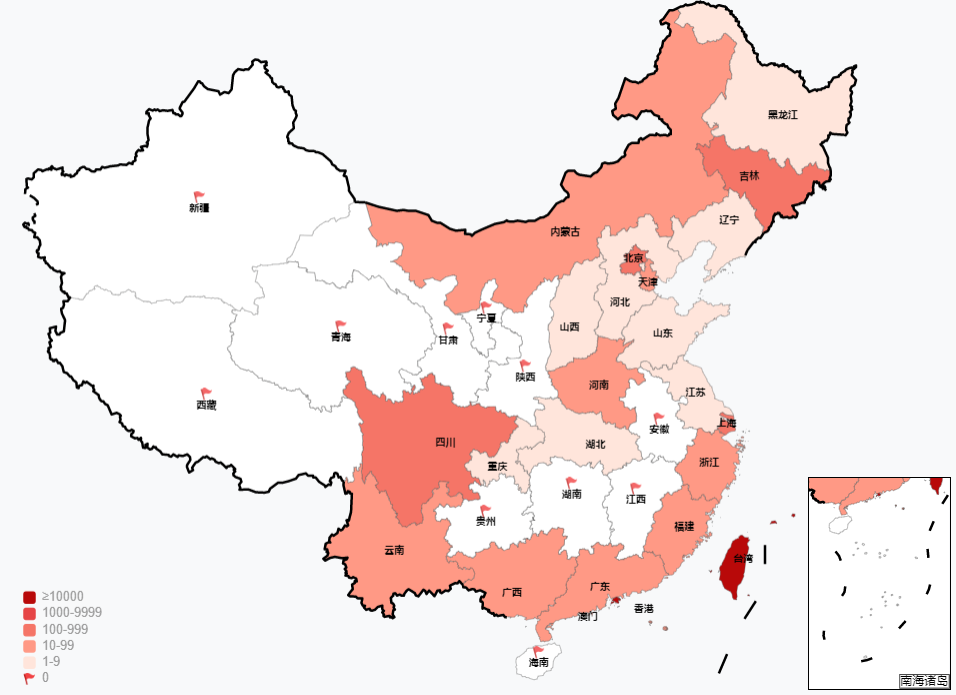 黑龙江
吉林
新疆
辽宁
内蒙古
北京
天津
河北
宁夏
山西
山东
青海
甘肃
陕西
河南
江苏
西藏
上海
安徽
四川
湖北
浙江
重庆
湖南
江西
贵州
福建
云南
台湾
广西
广东
香港
澳门
海南
≥10000
1000-9999
100-999
10-99
1-9
0
南海诸岛